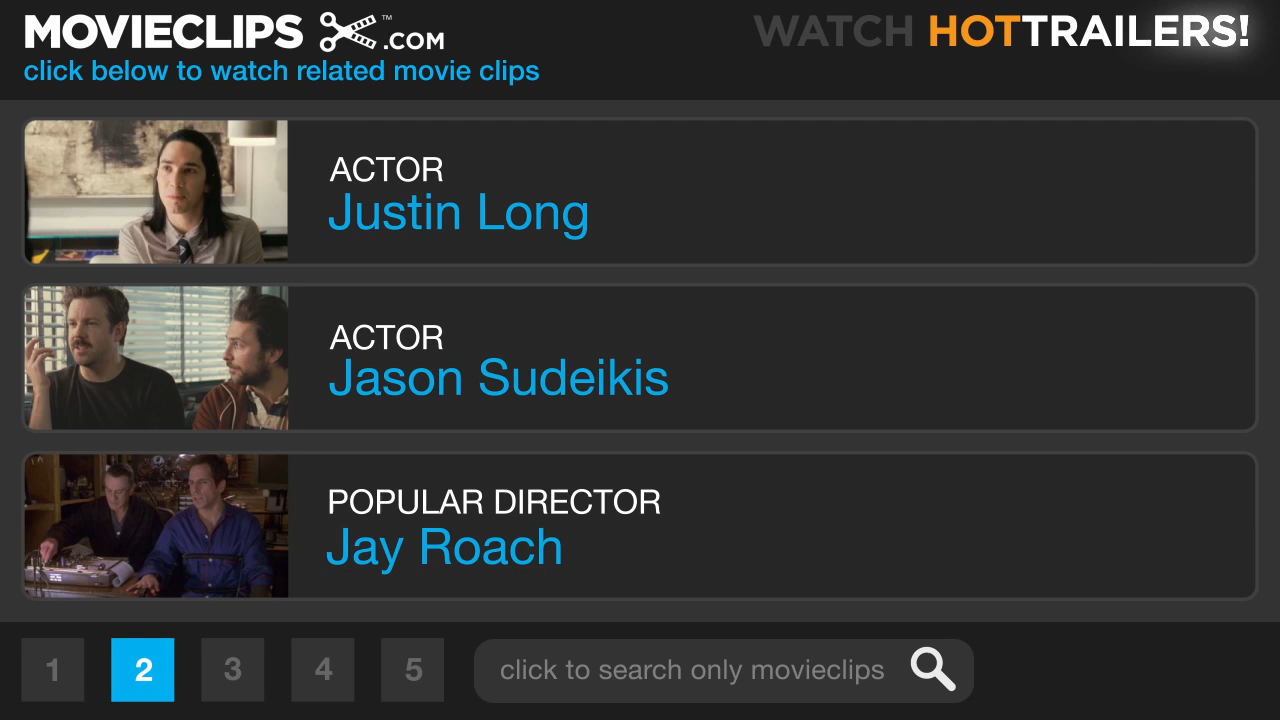 MOVIECLIPS ™.COM
WATCH HOTTRAILERS!
click below to watch related movie clips
ACTOR
Justin Long
ACTOR
Jason Sudeikis
POPULAR DIRECTOR
Jay Roach
1 2 3 4 5 click to search only movieclips